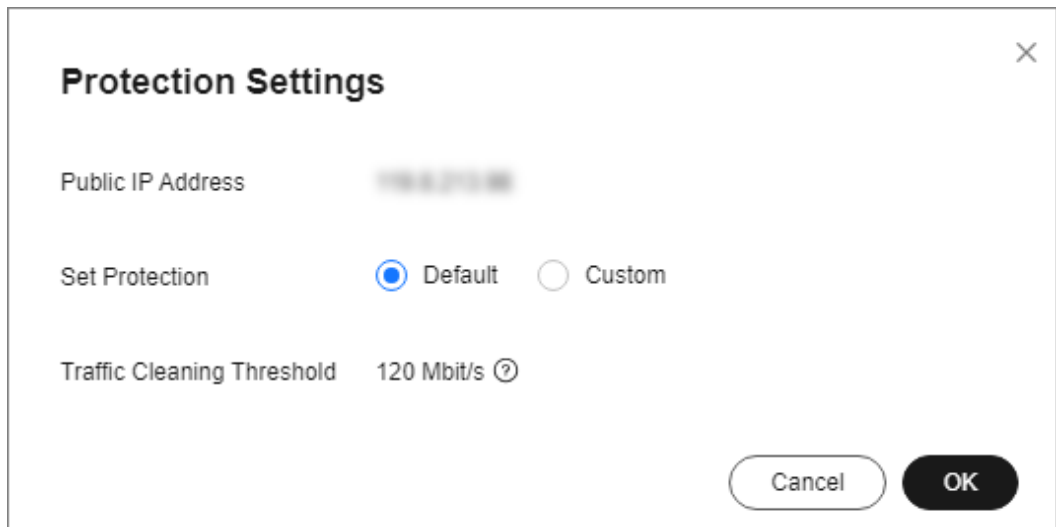 Protection Settings
Public IP Address
Set Protection Default Custom
Traffic Cleaning Threshold 120 Mbit/s ?
Cancel OK